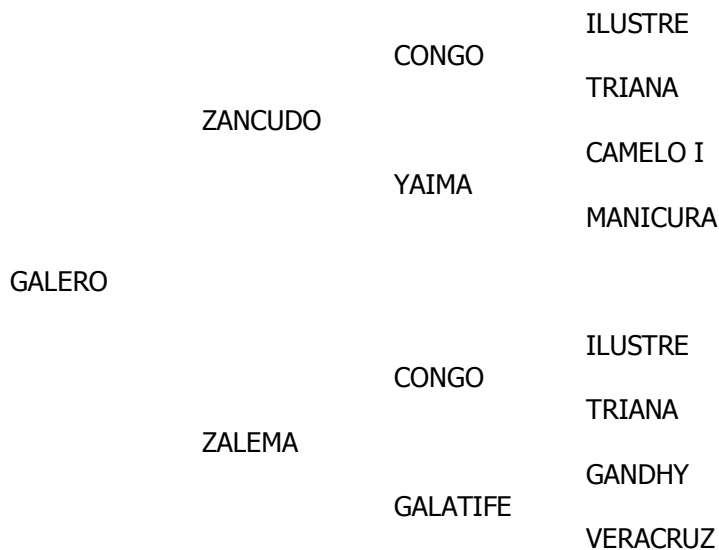 ILUSTRE
CONGO
TRIANA
ZANCUDO
CAMELO I
YAIMA
MANICURA
GALERO
ILUSTRE
CONGO
TRIANA
ZALEMA
GANDHY
GALATIFE
VERACRUZ